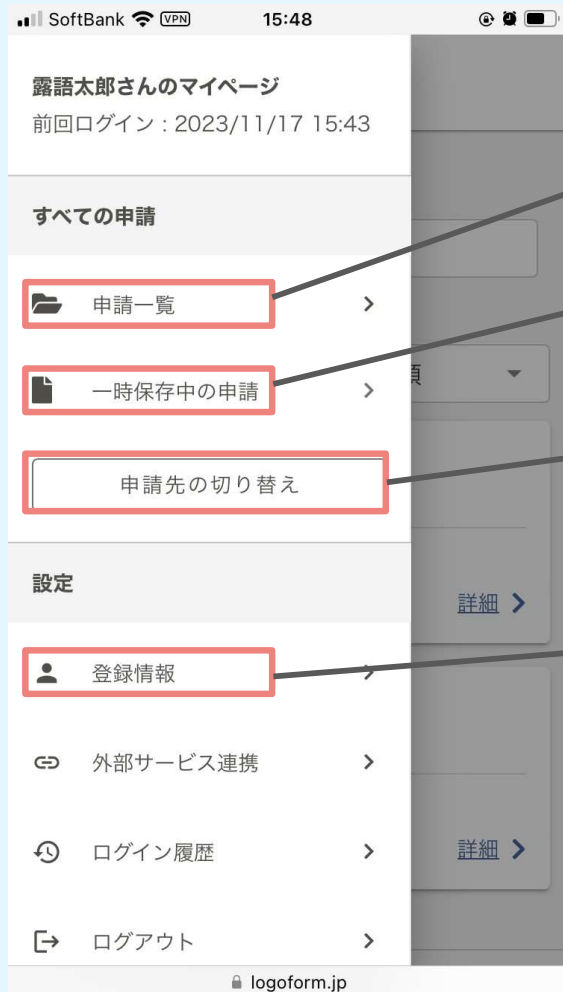 SoftBank VPN 15:48
露語太郎さんのマイページ
前回ログイン : 2023/11/17 15:43
すべての申請
申請一覧
一時保存中の申請
申請先の切り替え
設定
詳細
登録情報
外部サービス連携
ログイン履歴
詳細
ログアウト
logoform.jp